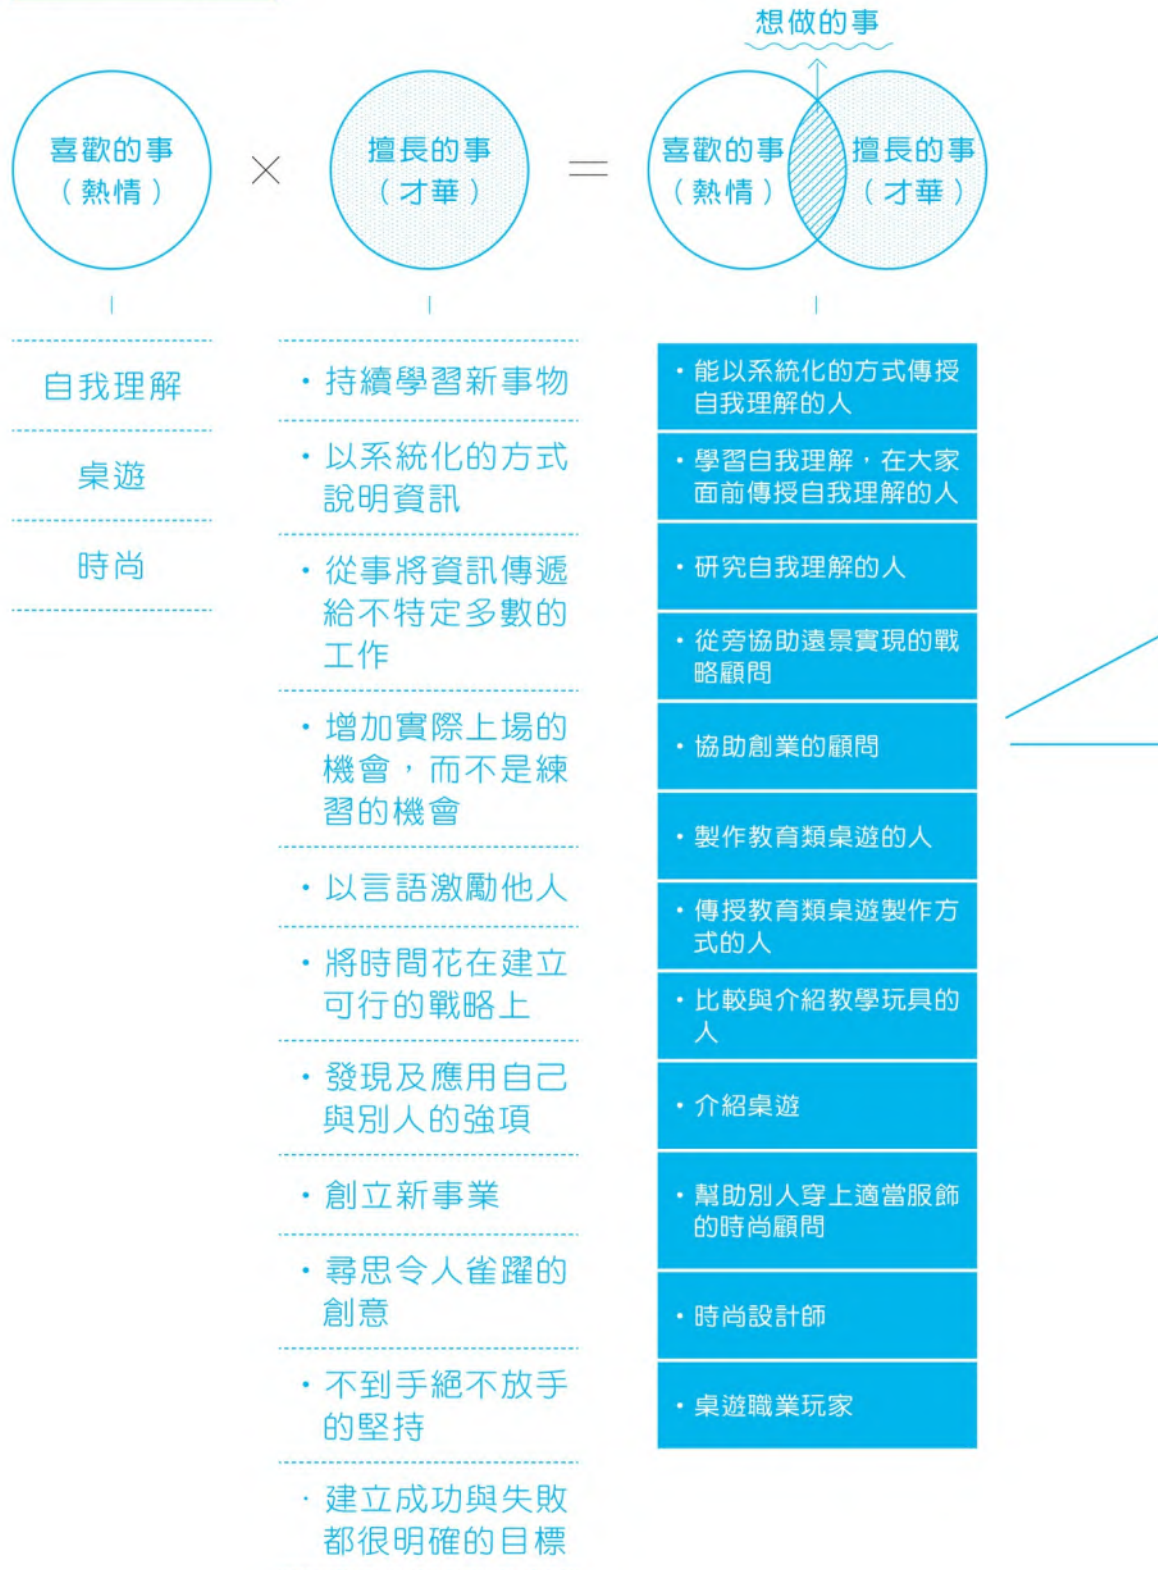 想做的事
喜歡的事
（熱情）
×
擅長的事
（才華）
=
喜歡的事
（熱情）
擅長的事
（才華）
自我理解
桌遊
時尚
・持續學習新事物
・以系統化的方式
說明資訊
・從事將資訊傳遞
給不特定多數的
工作
・增加實際上場的
機會，而不是練
習的機會
・以言語激勵他人
・將時間花在建立
可行的戰略上
・發現及應用自己
與別人的強項
・創立新事業
・尋思令人雀躍的
創意
・不到手絕不放手
的堅持
・建立成功與失敗
都很明確的目標
・能以系統化的方式傳授
自我理解的人
・學習自我理解，在大家
面前傳授自我理解的人
・研究自我理解的人
・從旁協助遠景實現的戰
略顧問
・協助創業的顧問
・製作教育類桌遊的人
・傳授教育類桌遊製作方
式的人
・比較與介紹教學玩具的
人
・介紹桌遊
・幫助別人穿上適當服飾
的時尚顧問
・時尚設計師
・桌遊職業玩家